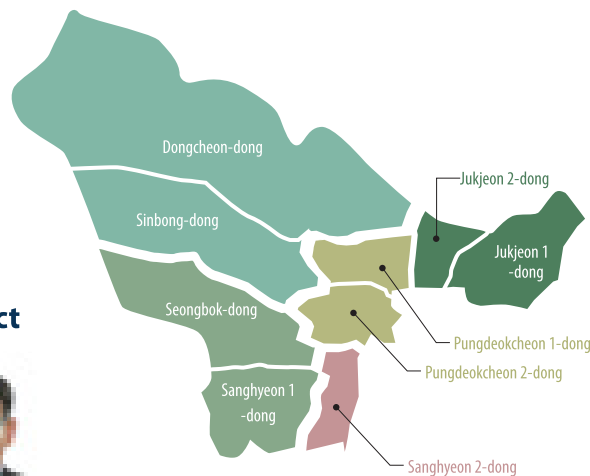 Dongcheon-dong
Jukjeon 2-dong
Sinbong-dong
Jukjeon 1
-dong
Seongbok-dong
ct
Pungdeokcheon 1-dong
Pungdeokcheon 2-dong
Sanghyeon 1
-dong
Sanghyeon 2-dong